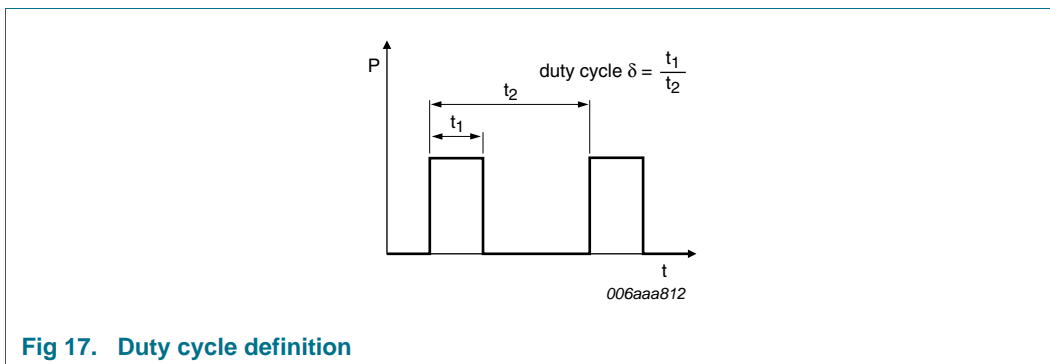 P
duty cycle δ = t1
t2
t2
t1
t
006aaa812
Fig 17. Duty cycle definition